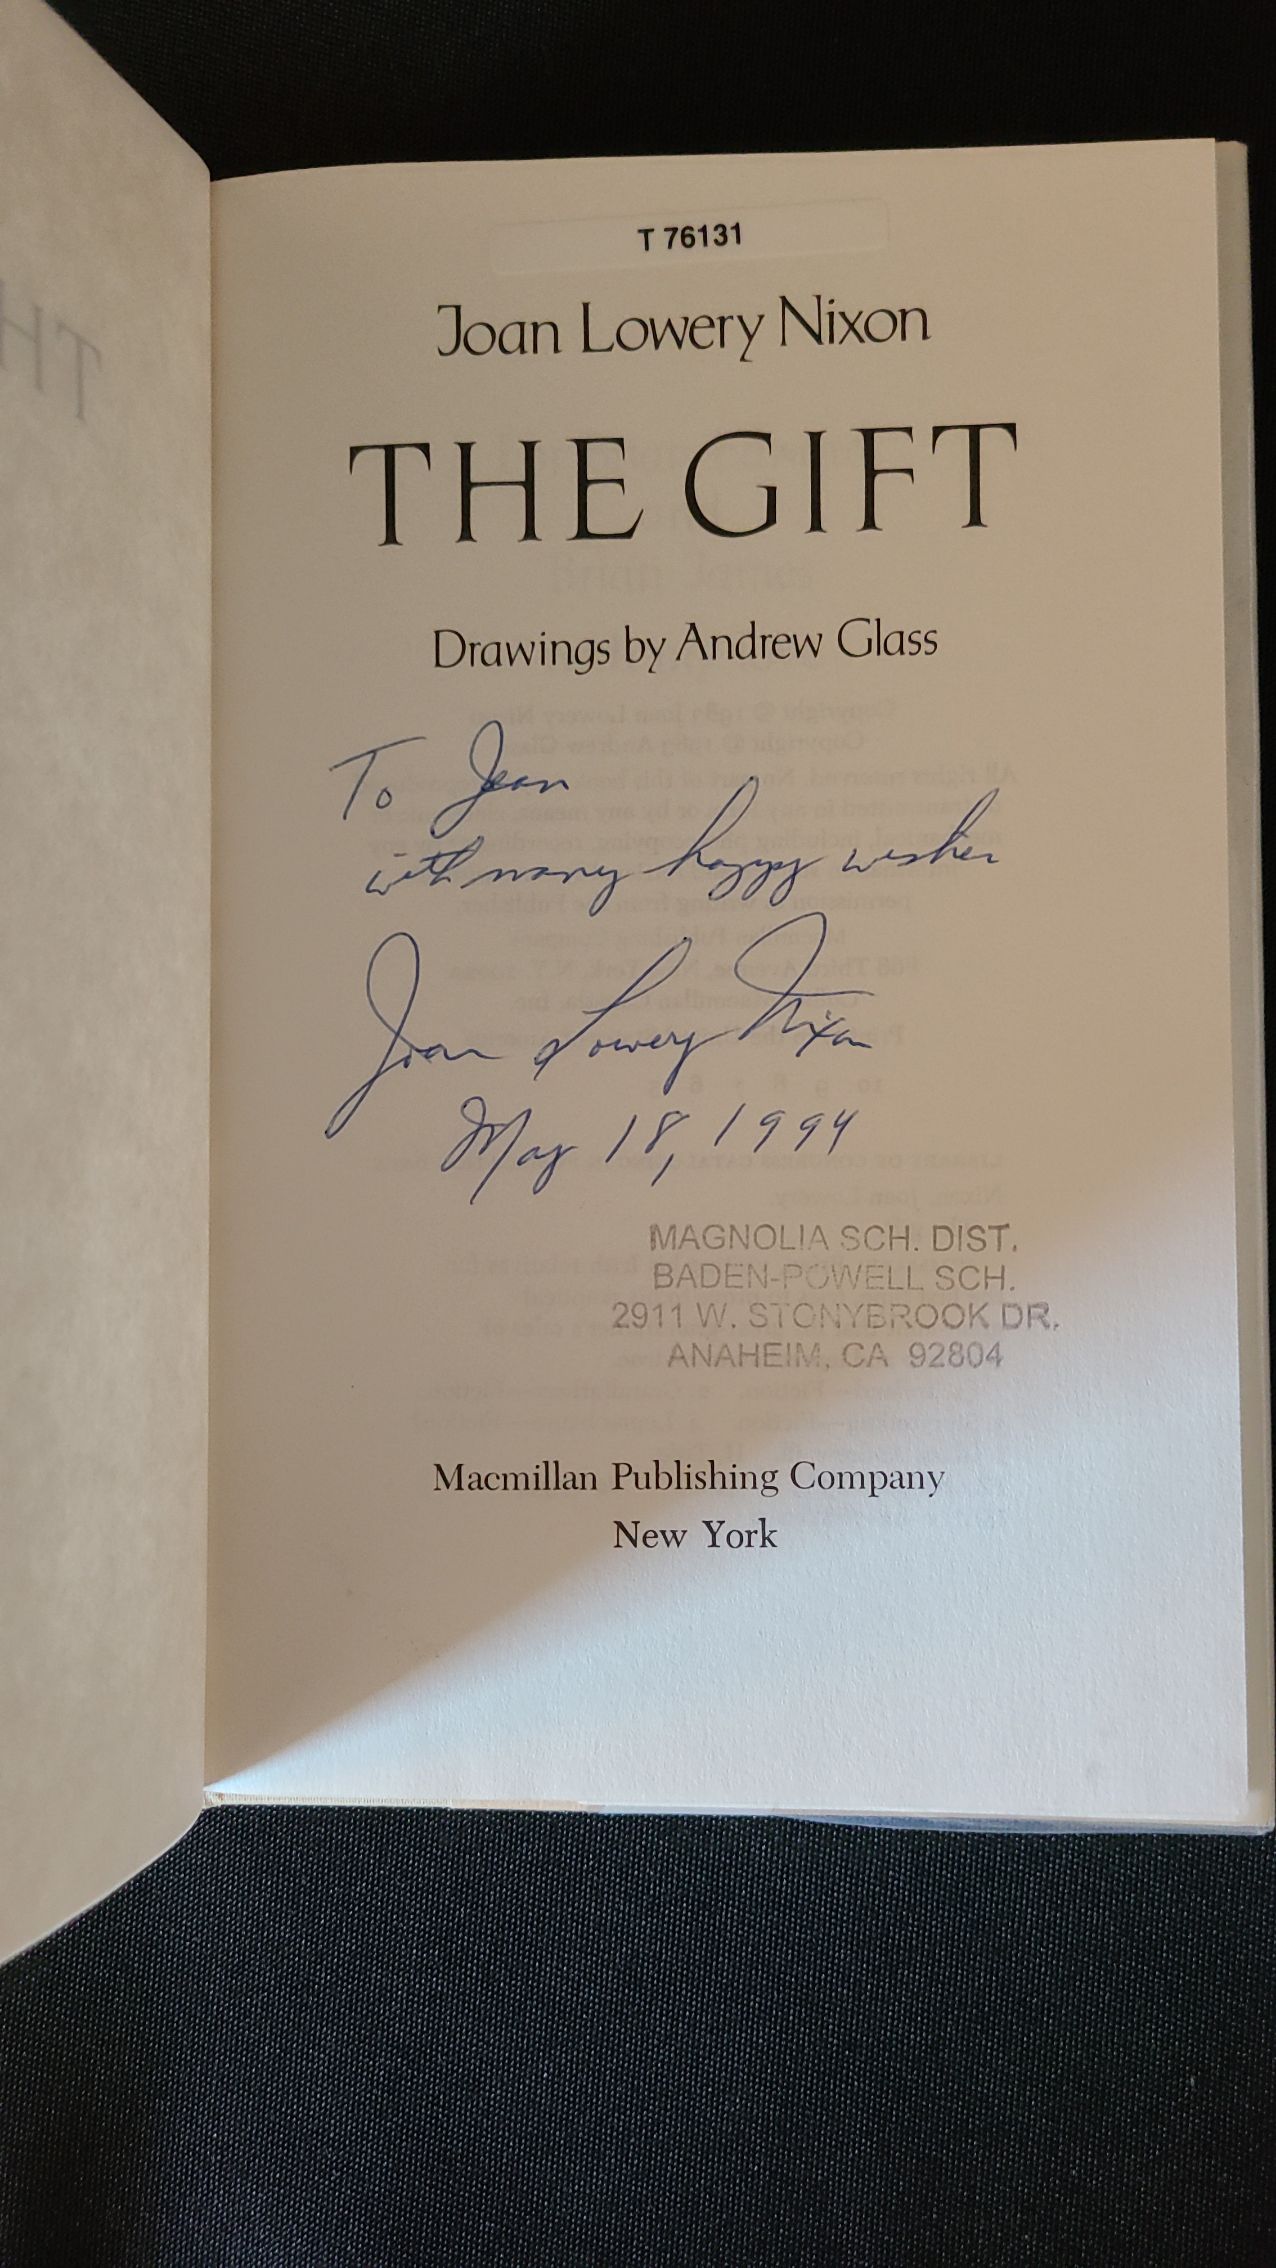 T 76131
Joan Lowery Nixon
THE GIFT
Drawings by Andrew Glass
To Jean
with many happy wishes
Joan Lowery Nixon
May 18, 1994
MAGNOLIA SCH. DIST.
BADEN-POWELL SCH.
2911 W. STONYBROOK DR.
ANAHEIM, CA 92804
Macmillan Publishing Company
New York